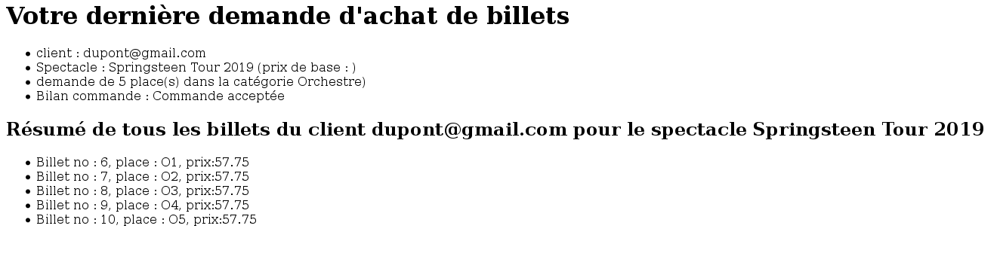 Votre dernière demande d'achat de billets
• client : dupont@gmail.com
• Spectacle : Springsteen Tour 2019 (prix de base : )
• demande de 5 place(s) dans la catégorie Orchestre)
• Bilan commande : Commande acceptée
Résumé de tous les billets du client dupont@gmail.com pour le spectacle Springsteen Tour 2019
• Billet no : 6, place : O1, prix:57.75
• Billet no : 7, place : O2, prix:57.75
• Billet no : 8, place : O3, prix:57.75
• Billet no : 9, place : O4, prix:57.75
• Billet no : 10, place : O5, prix:57.75